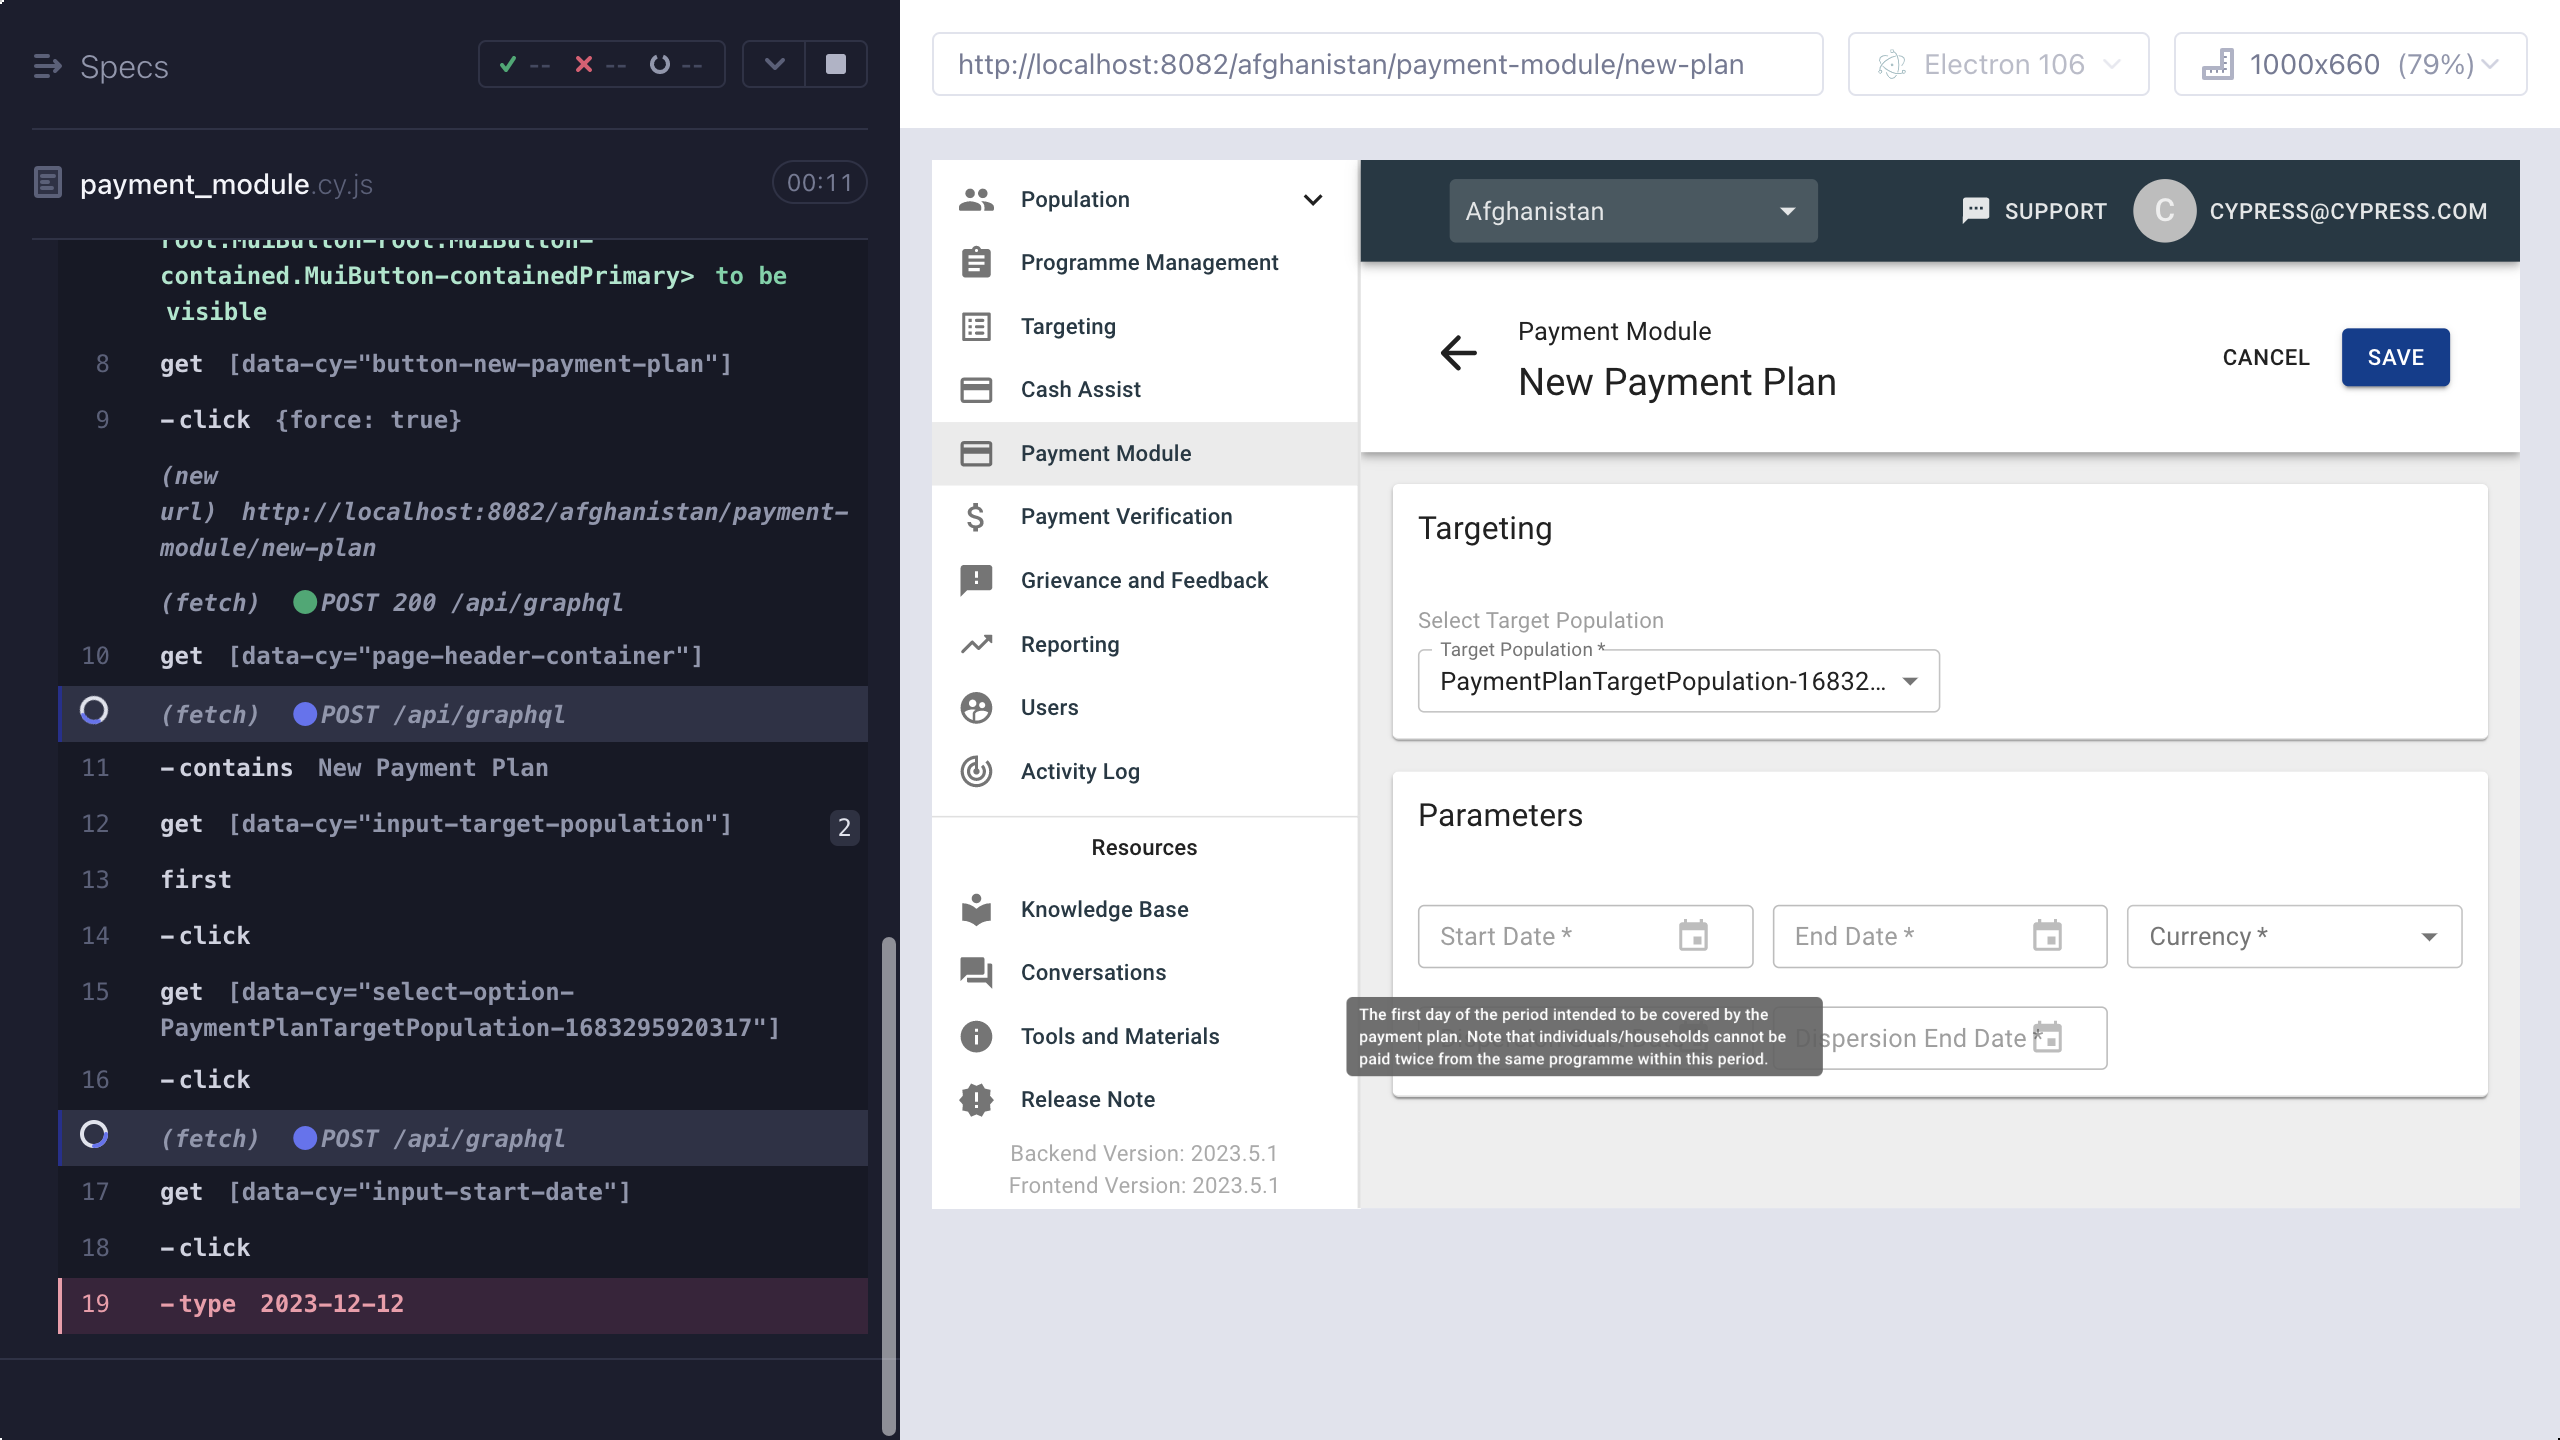 Specs
--
--
--
payment_module.cy.js
00:11
root.MuiButton-root.MuiButton-
contained.MuiButton-containedPrimary> to be
visible
8 get [data-cy="button-new-payment-plan"]
9 -click {force: true}
(new
url) http://localhost:8082/afghanistan/payment-
module/new-plan
(fetch) POST 200 /api/graphql
10 get [data-cy="page-header-container"]
(fetch) POST /api/graphql
11 -contains New Payment Plan
12 get [data-cy="input-target-population"] 2
13 first
14 -click
15 get [data-cy="select-option-
PaymentPlanTargetPopulation-1683295920317"]
16 -click
(fetch) POST /api/graphql
17 get [data-cy="input-start-date"]
18 -click
19 -type 2023-12-12
http://localhost:8082/afghanistan/payment-module/new-plan
Electron 106
1000x660 (79%)
Population
Programme Management
Targeting
Cash Assist
Payment Module
Payment Verification
Grievance and Feedback
Reporting
Users
Activity Log
Resources
Knowledge Base
Conversations
Tools and Materials
Release Note
Backend Version: 2023.5.1
Frontend Version: 2023.5.1
Afghanistan
SUPPORT
C
CYPRESS@CYPRESS.COM
Payment Module
New Payment Plan
CANCEL
SAVE
Targeting
Select Target Population
Target Population *
PaymentPlanTargetPopulation-16832...
Parameters
Start Date *
End Date *
Currency *
The first day of the period intended to be covered by the
payment plan. Note that individuals/households cannot be
paid twice from the same programme within this period.
Dispersion End Date *